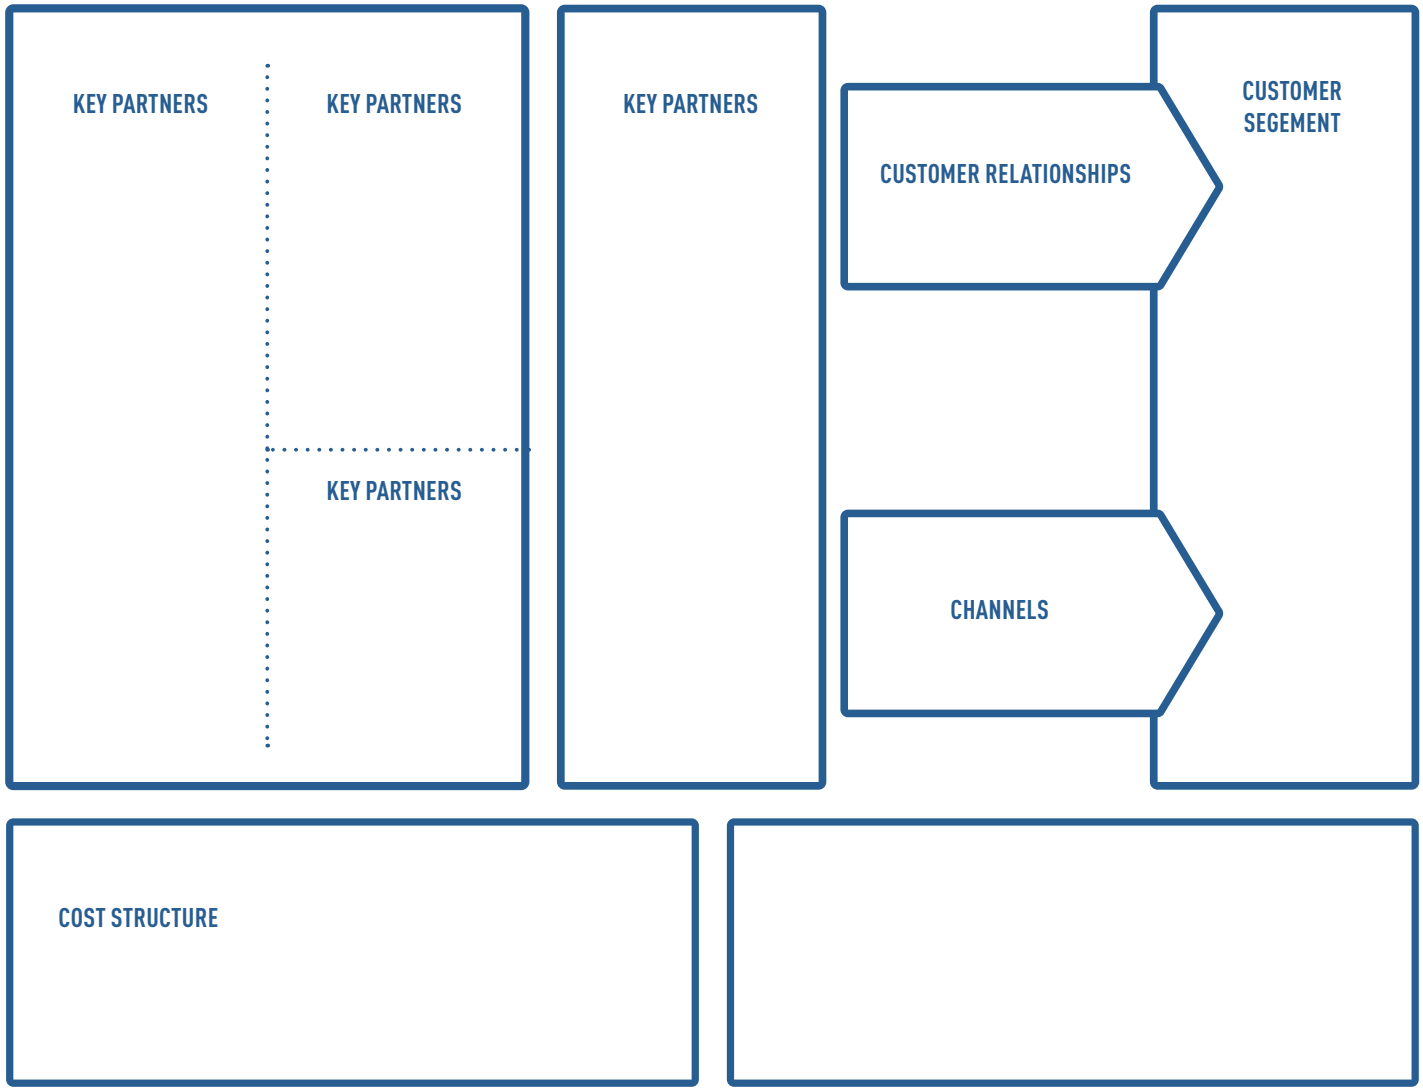 KEY PARTNERS
KEY PARTNERS
KEY PARTNERS
KEY PARTNERS
CUSTOMER RELATIONSHIPS
CHANNELS
CUSTOMER
SEGEMENT
COST STRUCTURE